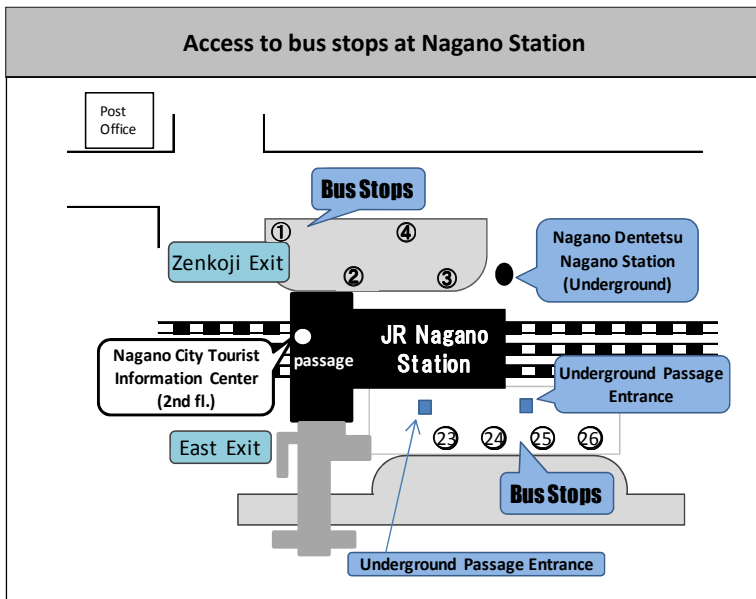 Access to bus stops at Nagano Station
Post
Office
Bus Stops
①
④
Zenkoji Exit
②
③
Nagano Dentetsu
Nagano Station
(Underground)
Nagano City Tourist
Information Center
(2nd fl.)
passage
JR Nagano
Station
Underground Passage
Entrance
East Exit
㉓
㉔
㉕
㉖
Bus Stops
Underground Passage Entrance